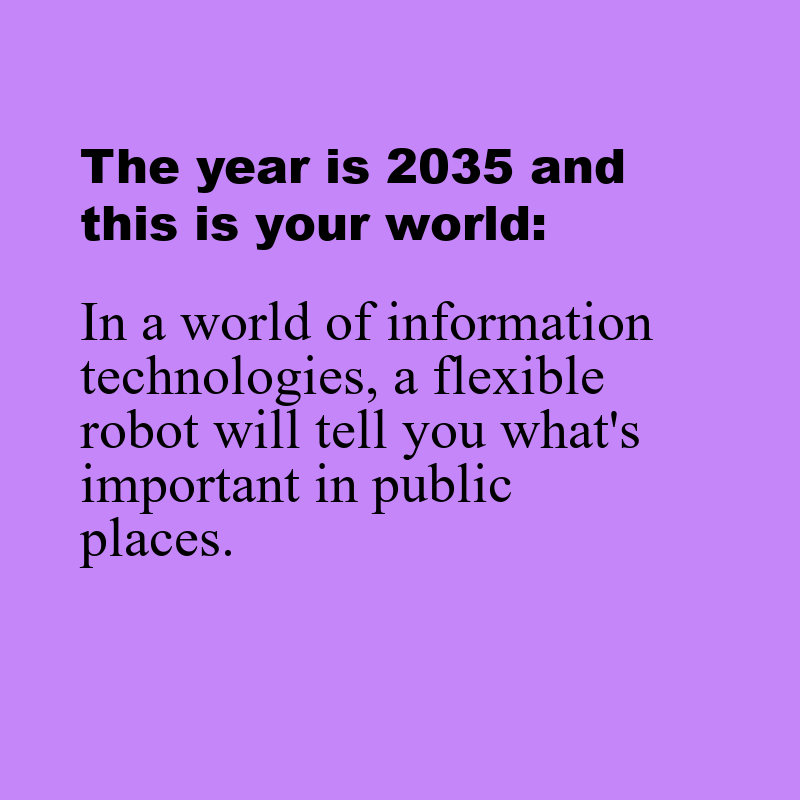 The year is 2035 and
this is your world:
In a world of information
technologies, a flexible
robot will tell you what's
important in public
places.